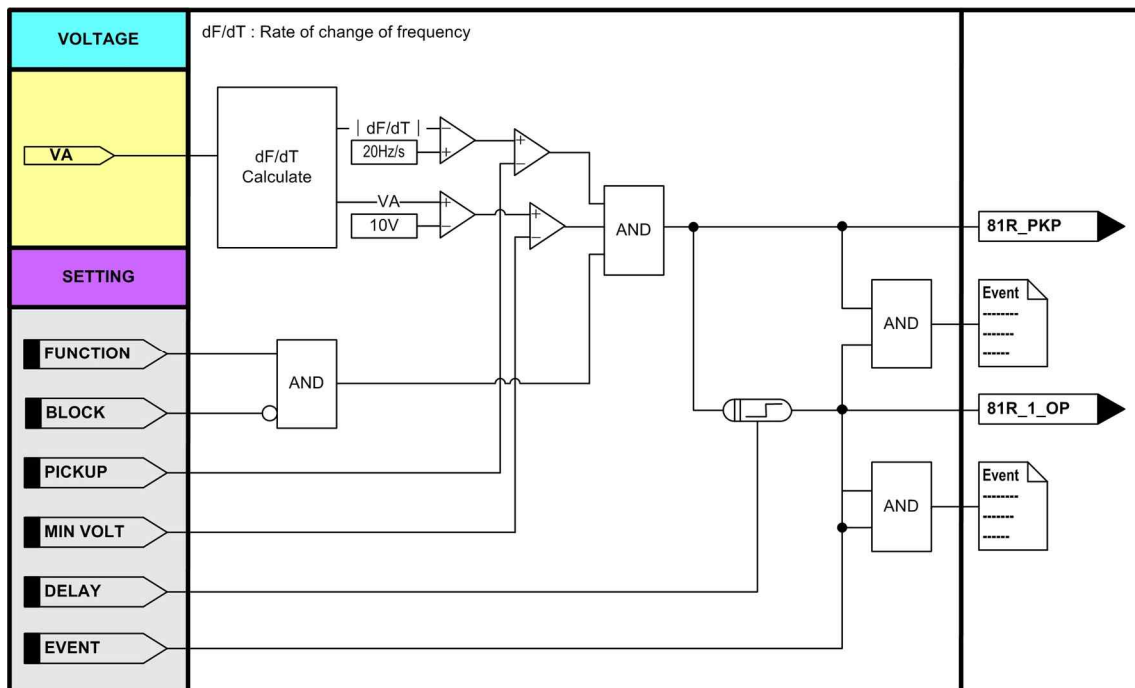 VOLTAGE
dF/dT : Rate of change of frequency
VA
dF/dT
Calculate
| dF/dT |
20Hz/s
VA
10V
AND
81R_PKP
SETTING
Event
AND
FUNCTION
AND
BLOCK
81R_1_OP
PICKUP
Event
AND
MIN VOLT
DELAY
EVENT